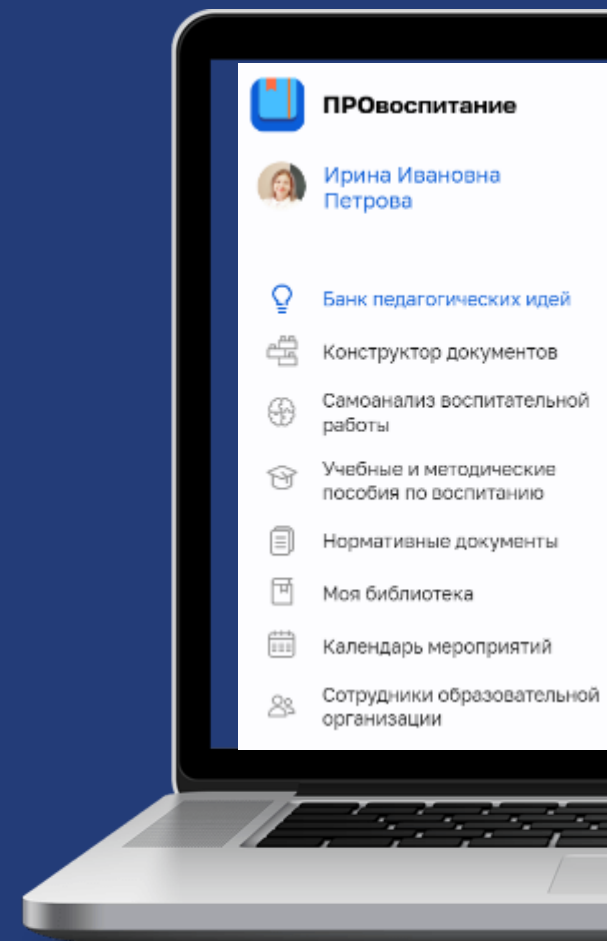 ПРОвоспитание
Ирина Ивановна
Петрова
Банк педагогических идей
Конструктор документов
Самоанализ воспитательной
работы
Учебные и методические
пособия по воспитанию
Нормативные документы
Моя библиотека
Календарь мероприятий
Сотрудники образовательной
организации